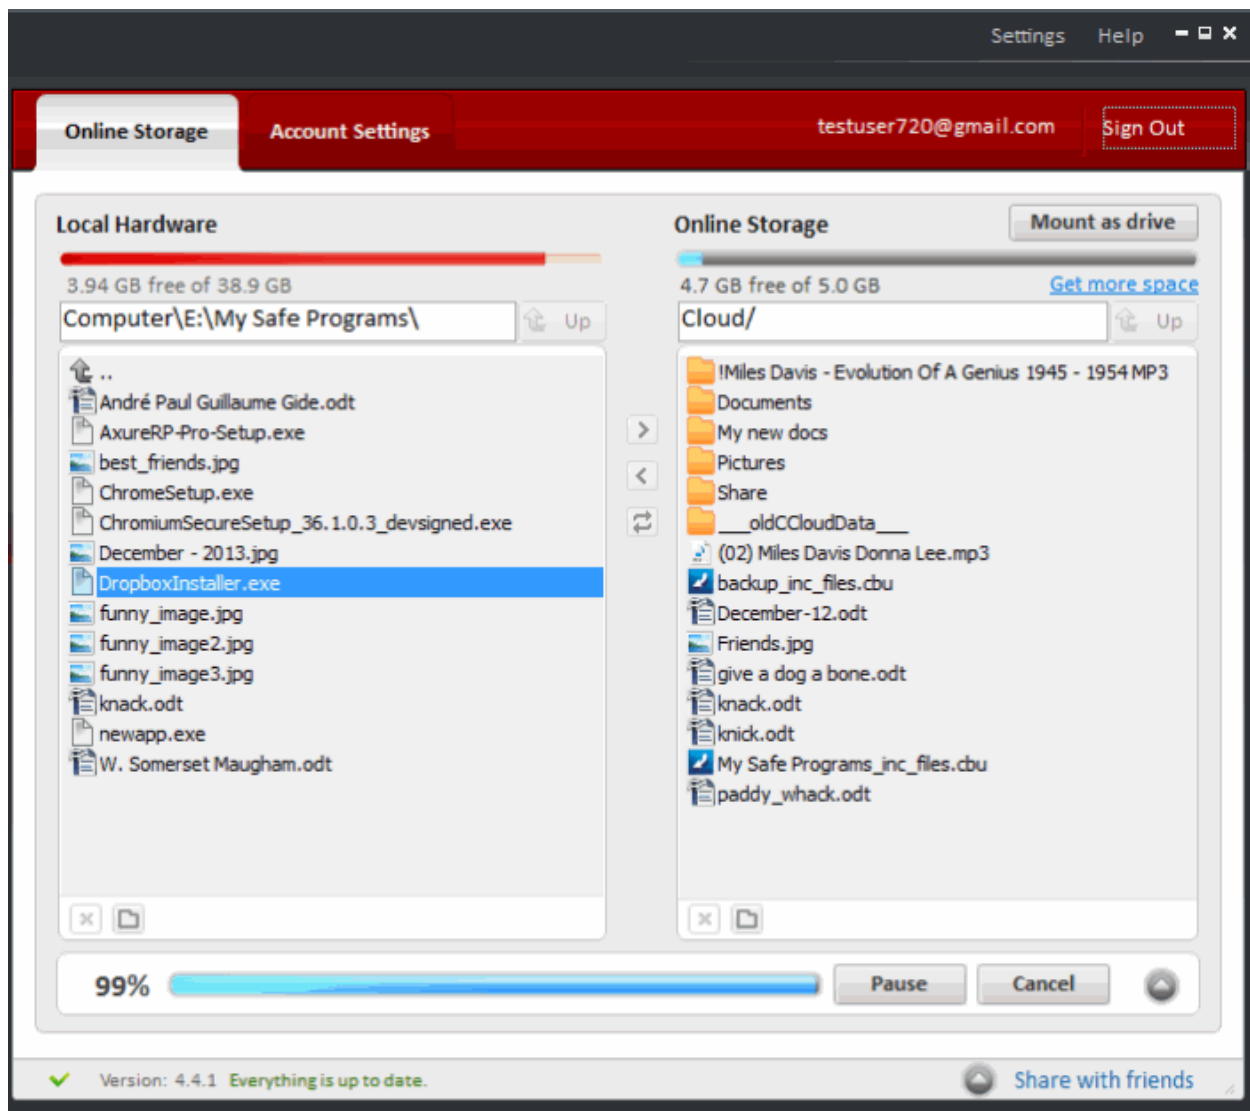 Settings Help
Online Storage Account Settings testuser720@gmail.com Sign Out
Local Hardware
3.94 GB free of 38.9 GB
Computer\E:\My Safe Programs\ Up
..
André Paul Guillaume Gide.odt
AxureRP-Pro-Setup.exe
best_friends.jpg
ChromeSetup.exe
ChromiumSecureSetup_36.1.0.3_devsigned.exe
December - 2013.jpg
DropboxInstaller.exe
funny_image.jpg
funny_image2.jpg
funny_image3.jpg
knack.odt
newapp.exe
W. Somerset Maugham.odt
Online Storage Mount as drive
4.7 GB free of 5.0 GB Get more space
Cloud/ Up
!Miles Davis - Evolution Of A Genius 1945 - 1954 MP3
Documents
My new docs
Pictures
Share
___oldCCloudData___
(02) Miles Davis Donna Lee.mp3
backup_inc_files.cbu
December-12.odt
Friends.jpg
give a dog a bone.odt
knack.odt
knick.odt
My Safe Programs_inc_files.cbu
paddy_whack.odt
99% Pause Cancel
Version: 4.4.1 Everything is up to date. Share with friends